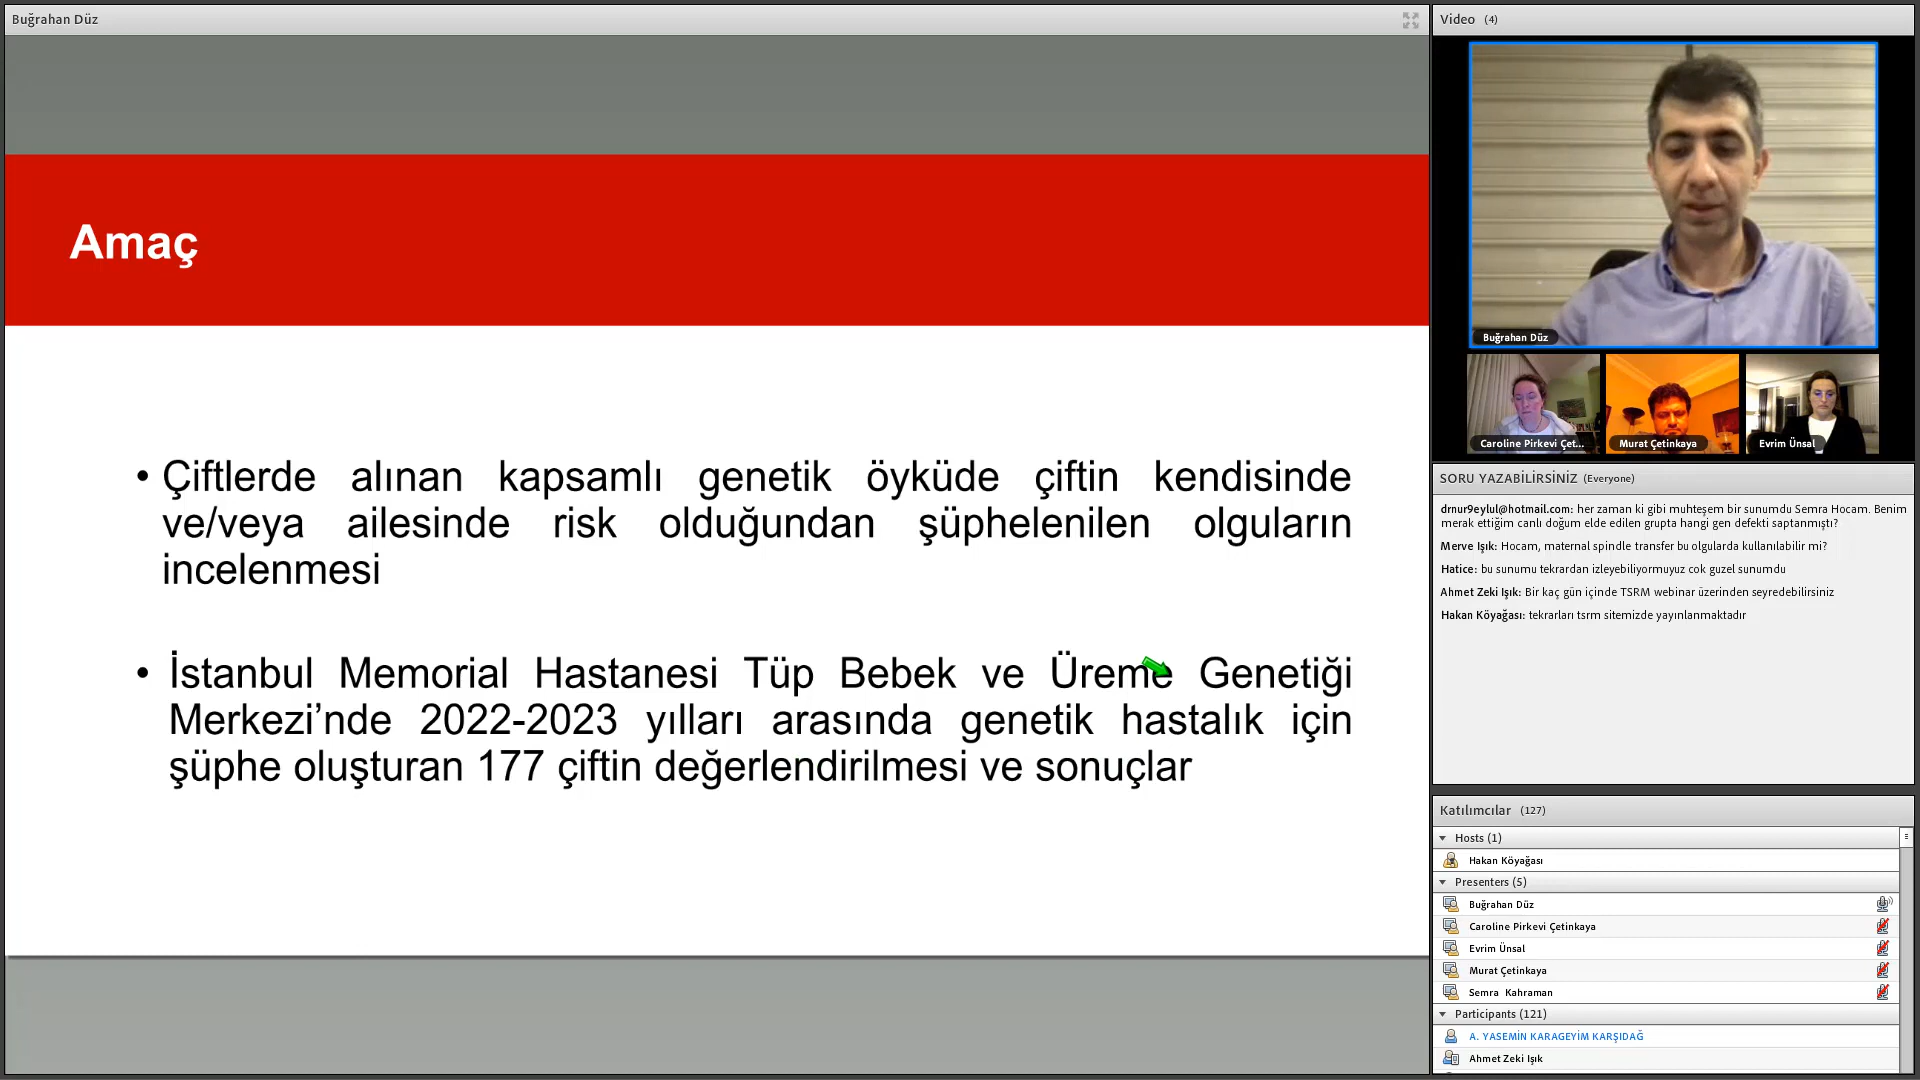 Buğrahan Düz
Amaç
• Çiftlerde alınan kapsamlı genetik öyküde çiftin kendisinde
ve/veya ailesinde risk olduğundan şüphelenilen olguların
incelenmesi
• İstanbul Memorial Hastanesi Tüp Bebek ve Üreme Genetiği
Merkezi’nde 2022-2023 yılları arasında genetik hastalık için
şüphe oluşturan 177 çiftin değerlendirilmesi ve sonuçlar
Video (4)
Buğrahan Düz
Caroline Pirkevi Çet...
Murat Çetinkaya
Evrim Ünsal
SORU YAZABİLİRSİNİZ (Everyone)
drnur9eylul@hotmail.com: her zaman ki gibi muhteşem bir sunumdu Semra Hocam. Benim
merak ettiğim canlı doğum elde edilen grupta hangi gen defekti saptanmıştı?
Merve Işık: Hocam, maternal spindle transfer bu olgularda kullanılabilir mi?
Hatice: bu sunumu tekrardan izleyebiliyormuyuz cok guzel sunumdu
Ahmet Zeki Işık: Bir kaç gün içinde TSRM webinar üzerinden seyredebilirsiniz
Hakan Köyağası: tekrarları tsrm sitemizde yayınlanmaktadır
Katılımcılar (127)
Hosts (1)
Hakan Köyağası
Presenters (5)
Buğrahan Düz
Caroline Pirkevi Çetinkaya
Evrim Ünsal
Murat Çetinkaya
Semra Kahraman
Participants (121)
A. YASEMİN KARAGEYİM KARŞIDAĞ
Ahmet Zeki Işık